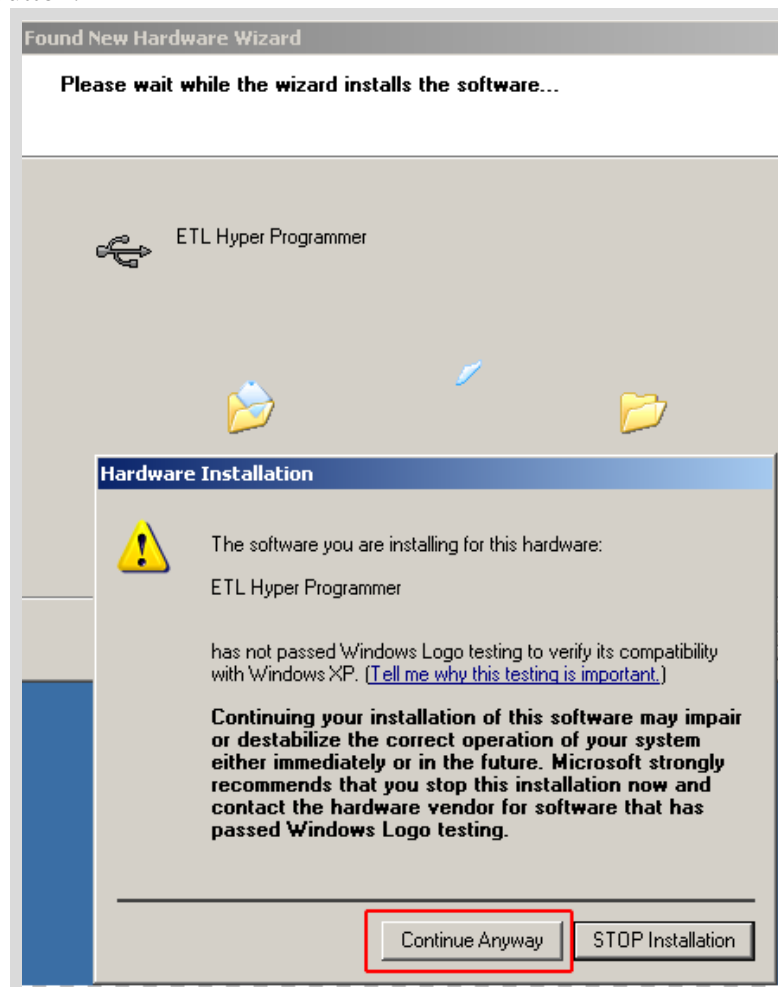 Found New Hardware Wizard
Please wait while the wizard installs the software...
ETL Hyper Programmer
Hardware Installation
The software you are installing for this hardware:
ETL Hyper Programmer
has not passed Windows Logo testing to verify its compatibility
with Windows XP. (Tell me why this testing is important.)
Continuing your installation of this software may impair
or destabilize the correct operation of your system
either immediately or in the future. Microsoft strongly
recommends that you stop this installation now and
contact the hardware vendor for software that has
passed Windows Logo testing.
Continue Anyway
STOP Installation